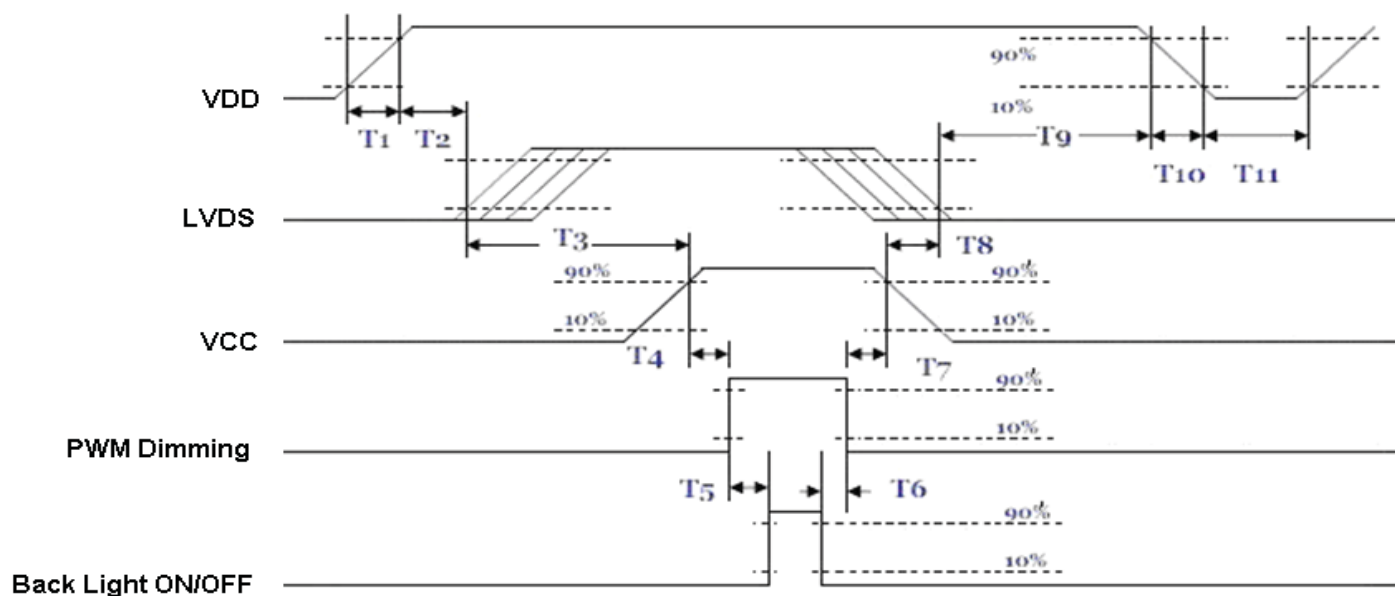 90%
VDD
10%
T1 T2
T9
T10 T11
LVDS
T3
T8
90%
90%
10%
10%
VCC
T4
T7
90%
PWM Dimming
10%
T5
T6
90%
10%
Back Light ON/OFF